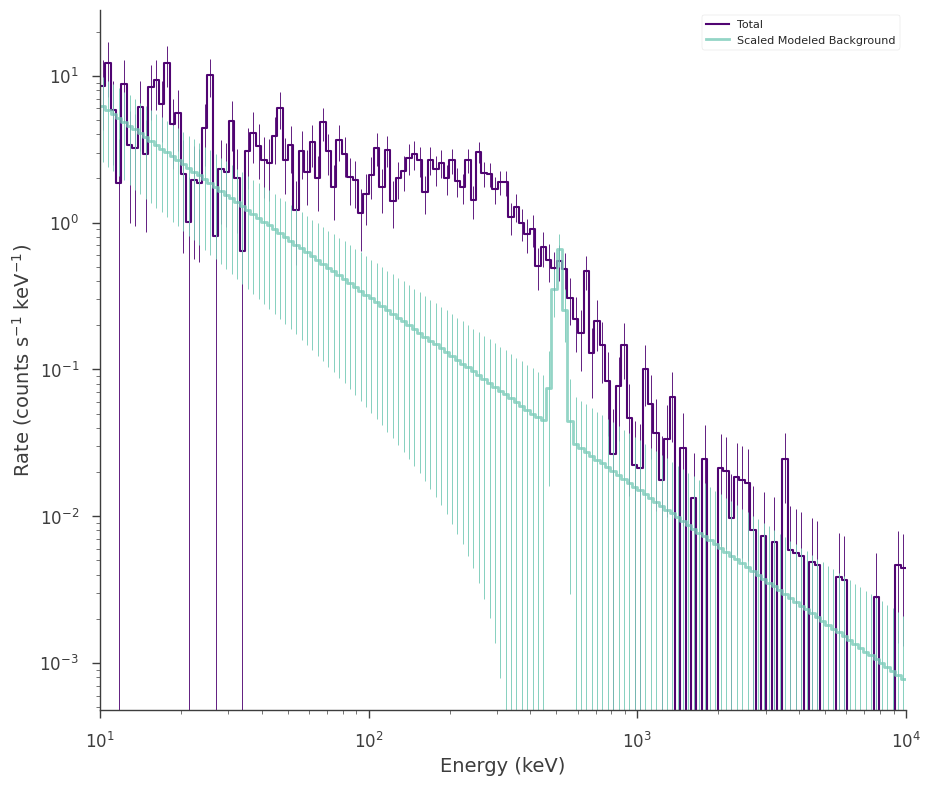 Total
Scaled Modeled Background
10¹
10⁰
10⁻¹
10⁻²
10⁻³
Rate (counts s⁻¹ keV⁻¹)
10¹ 10² 10³ 10⁴
Energy (keV)